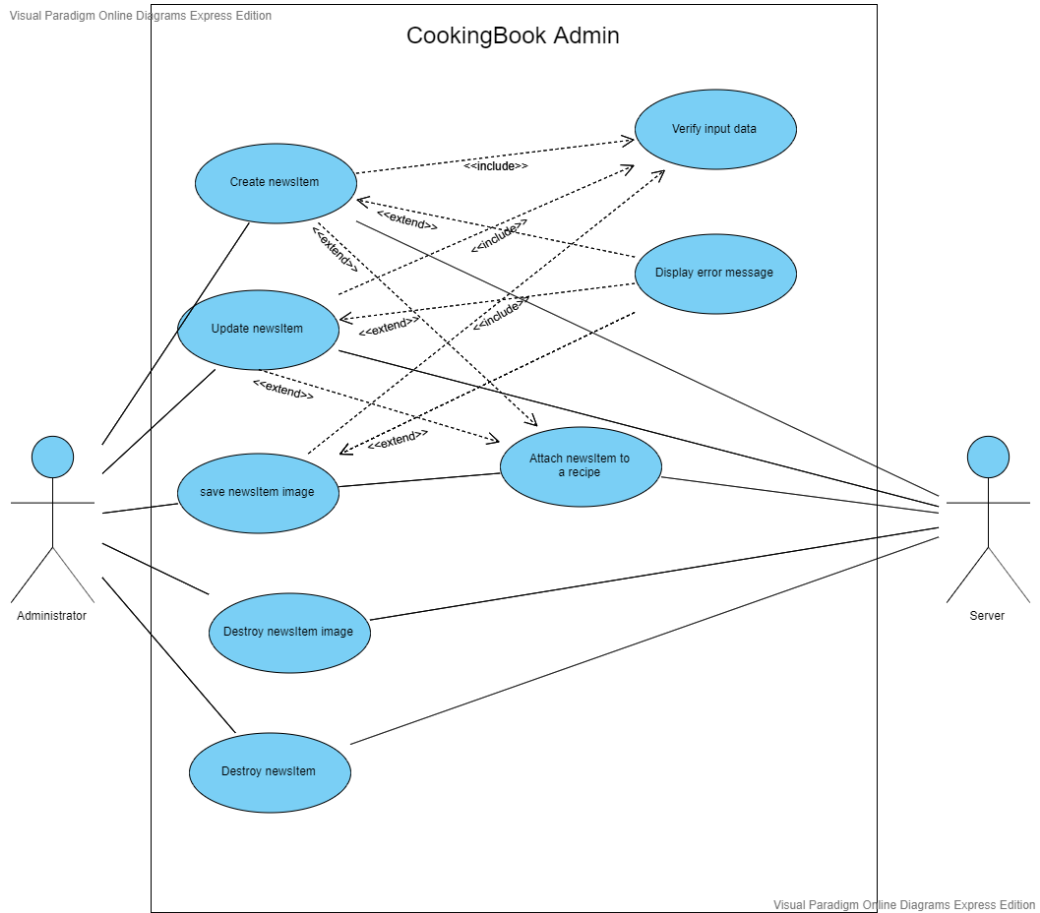 Visual Paradigm Online Diagrams Express Edition
CookingBook Admin
Verify input data
<<include>>
Create newsItem
<<extend>>
<<extend>>
<<include>>
Display error message
<<include>>
Update newsItem
<<extend>>
<<extend>>
<<extend>>
Attach newsItem to
a recipe
save newsItem image
Administrator
Server
Destroy newsItem image
Destroy newsItem
Visual Paradigm Online Diagrams Express Edition